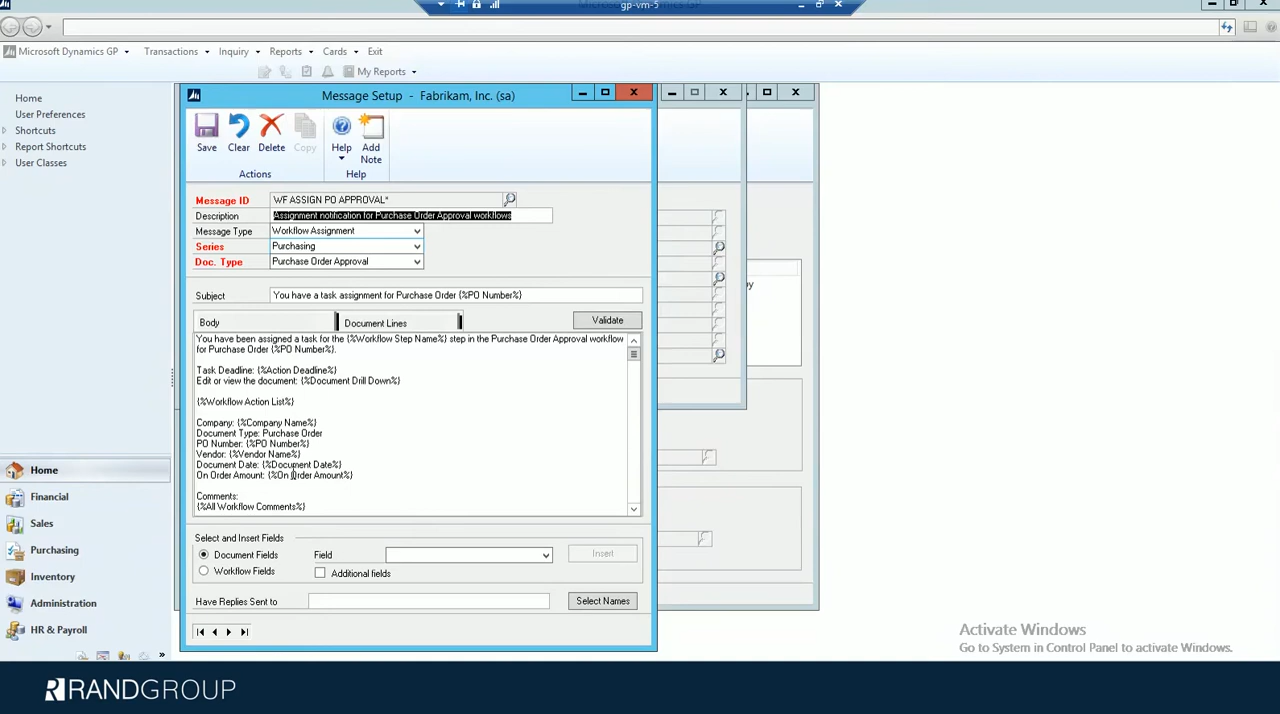 Microsoft Dynamics GP
gp-vm-5
Microsoft Dynamics GP Transactions Inquiry Reports Cards Exit
My Reports
Home
User Preferences
Shortcuts
Report Shortcuts
User Classes
Message Setup - Fabrikam, Inc. (sa)
Save Clear Delete Copy Help Add Note
Actions Help
Message ID WF ASSIGN PO APPROVAL*
Description Assignment notification for Purchase Order Approval workflows
Message Type Workflow Assignment
Series Purchasing
Doc. Type Purchase Order Approval
Subject You have a task assignment for Purchase Order {%PO Number%}
Body Document Lines Validate
You have been assigned a task for the {%Workflow Step Name%} step in the Purchase Order Approval workflow
for Purchase Order {%PO Number%}.
Task Deadline: {%Action Deadline%}
Edit or view the document: {%Document Drill Down%}
{%Workflow Action List%}
Company: {%Company Name%}
Document Type: Purchase Order
PO Number: {%PO Number%}
Vendor: {%Vendor Name%}
Document Date: {%Document Date%}
On Order Amount: {%On Order Amount%}
Comments:
{%All Workflow Comments%}
Select and Insert Fields
Document Fields Field Insert
Workflow Fields Additional fields
Have Replies Sent to Select Names
Home
Financial
Sales
Purchasing
Inventory
Administration
HR & Payroll
Activate Windows
Go to System in Control Panel to activate Windows.
RANDGROUP